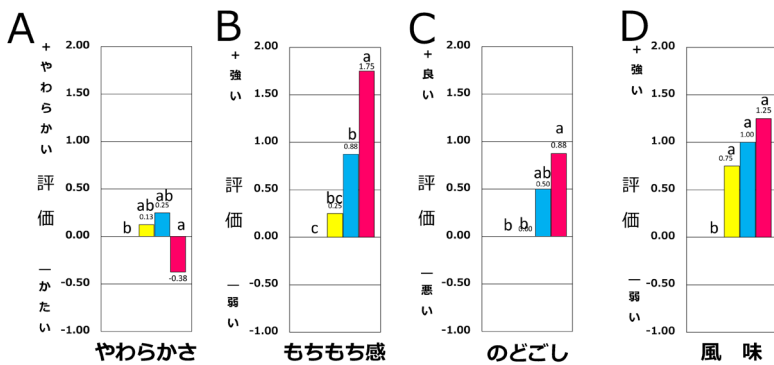 A
+やわらかい
評価
—かたい
2.00
1.50
1.00
0.50
0.00
-0.50
-1.00
b
ab
0.13
ab
0.25
a
-0.38
やわらかさ
B
+強い
評価
—弱い
2.00
1.50
1.00
0.50
0.00
-0.50
-1.00
c
bc
0.25
b
0.88
a
1.75
もちもち感
C
+良い
評価
—悪い
2.00
1.50
1.00
0.50
0.00
-0.50
-1.00
b
b
0.00
ab
0.50
a
0.88
のどごし
D
+強い
評価
—弱い
2.00
1.50
1.00
0.50
0.00
-0.50
-1.00
b
a
0.75
a
1.00
a
1.25
風 味